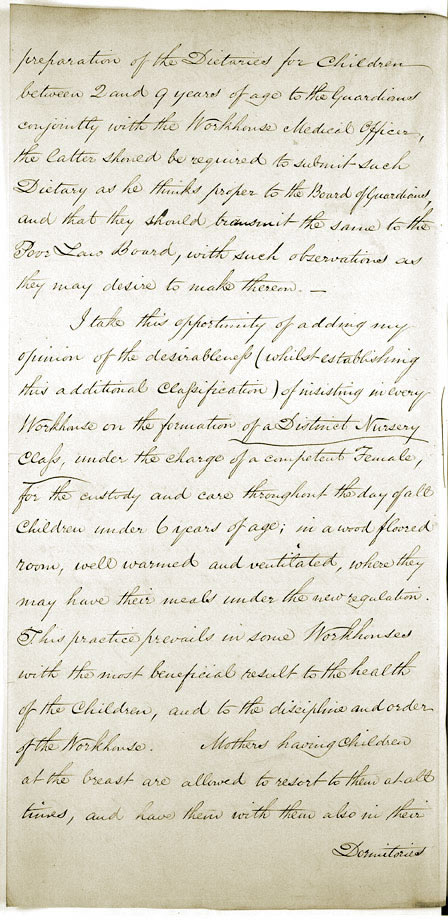 preparation of the Dietaries for Children
between 2 and 9 years of age to the Guardians
conjointly with the Workhouse Medical Officer,
the latter should be required to submit such
Dietary as he thinks proper to the Board of Guardians,
and that they should transmit the same to the
Poor Law Board, with such observations as
they may desire to make thereon. —
I take this opportunity of adding my
opinion of the desirableneſs (whilst establishing
this additional Claſsification) of insisting in every
Workhouse on the formation of a Distinct Nursery
Claſs, under the charge of a competent Female,
for the custody and care throughout the day of all
Children under 6 years of age; in a wood floored
room, well warmed and ventilated, where they
may have their meals under the new regulation.
This practice prevails in some Workhouses
with the most beneficial result to the health
of the Children, and to the discipline and order
of the Workhouse. Mothers having Children
at the breast are allowed to resort to them at all
times, and have them with them also in their
Dormitories